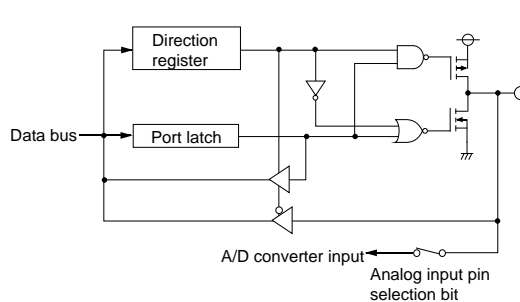 Direction
register
Data bus
Port latch
A/D converter input
Analog input pin
selection bit